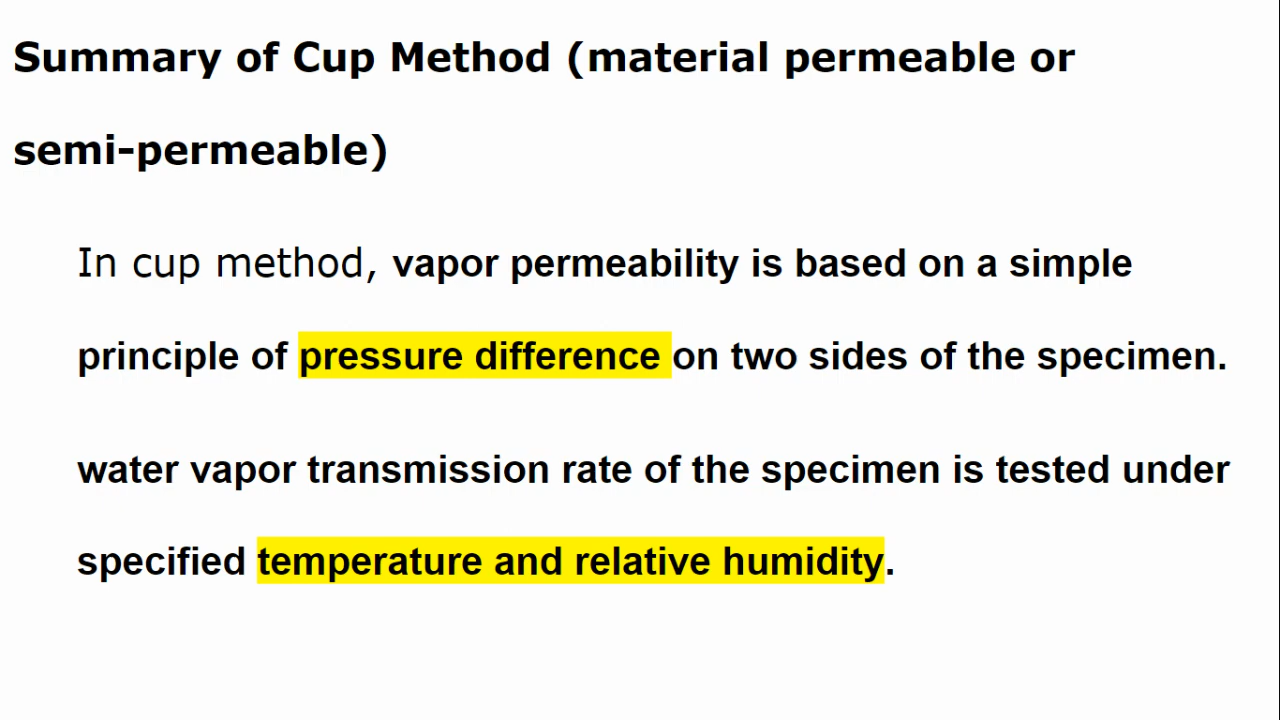 Summary of Cup Method (material permeable or
semi-permeable)
In cup method, vapor permeability is based on a simple
principle of pressure difference on two sides of the specimen.
water vapor transmission rate of the specimen is tested under
specified temperature and relative humidity.